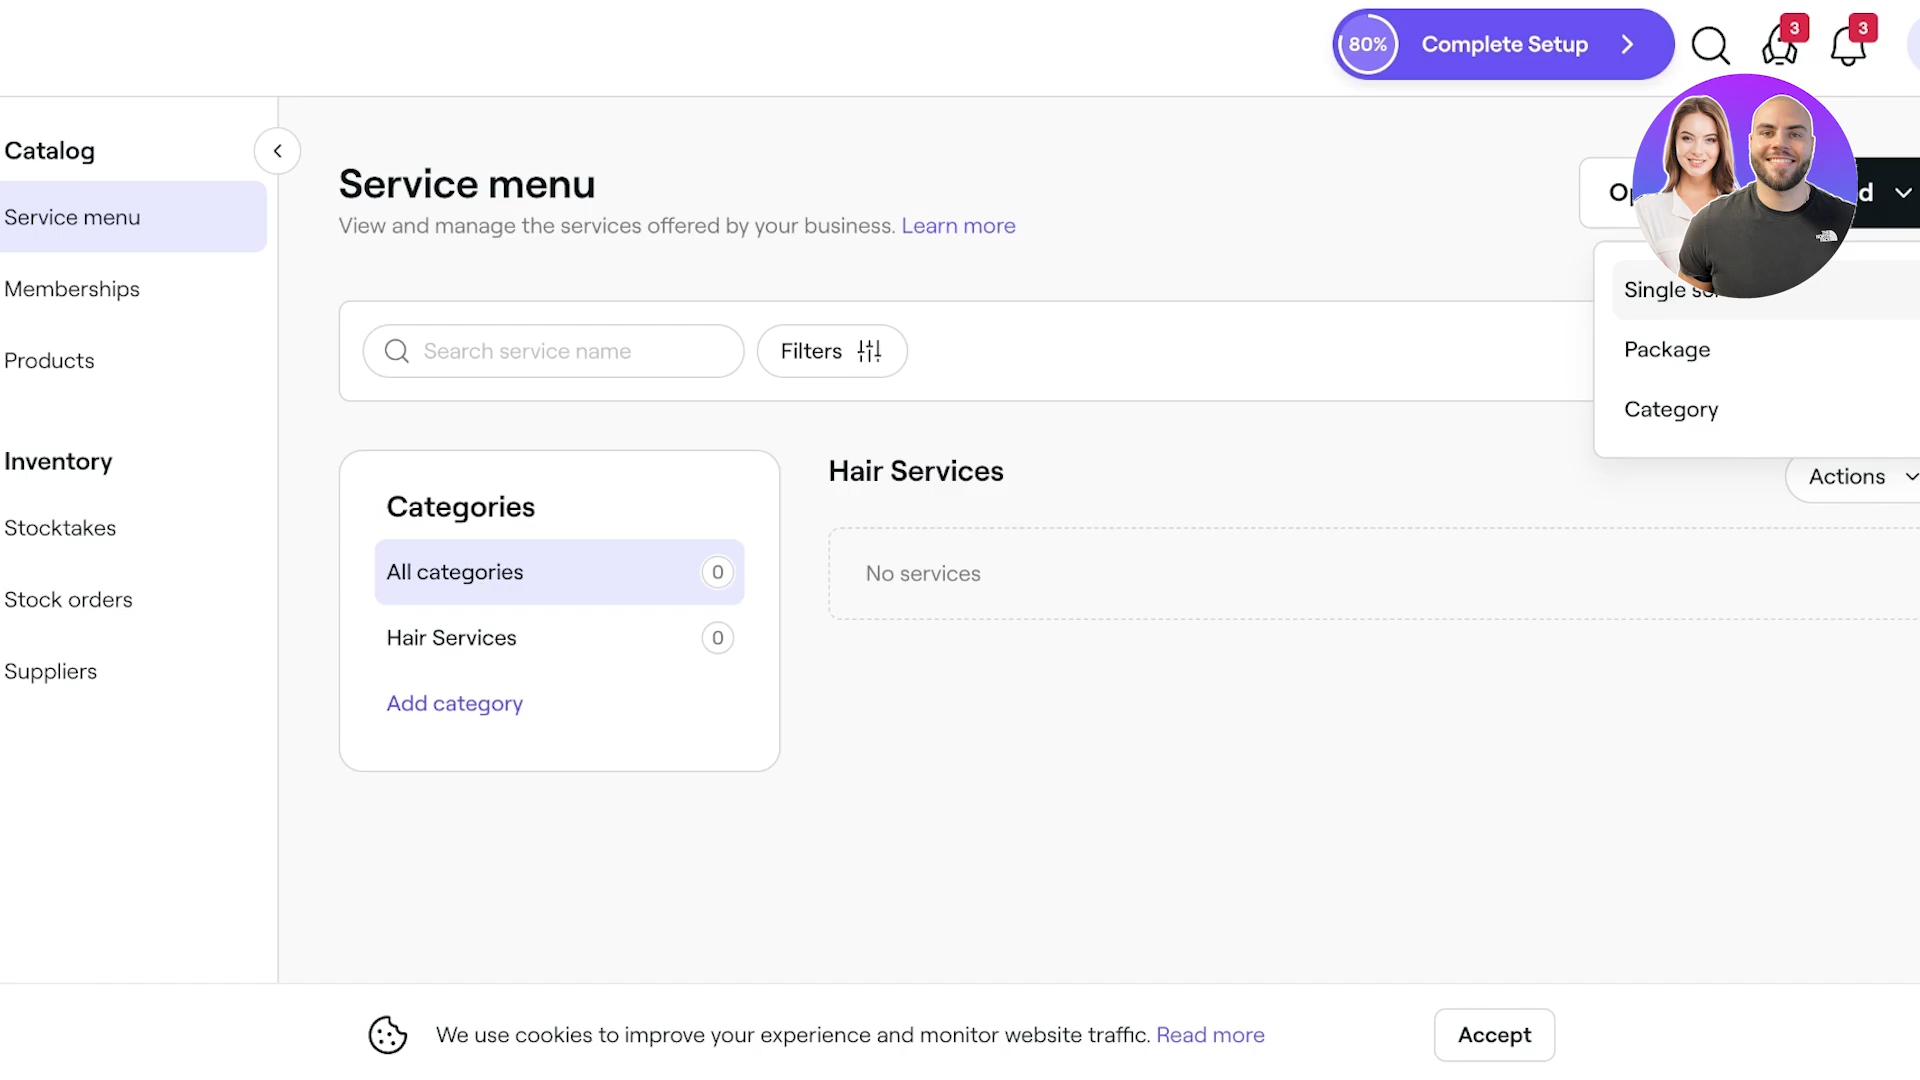 80% Complete Setup
3
3
Catalog
Service menu
Memberships
Products
Inventory
Stocktakes
Stock orders
Suppliers
Service menu
View and manage the services offered by your business. Learn more
Single
Package
Category
Search service name
Filters
Categories
All categories 0
Hair Services 0
Add category
Hair Services
Actions
No services
We use cookies to improve your experience and monitor website traffic. Read more
Accept